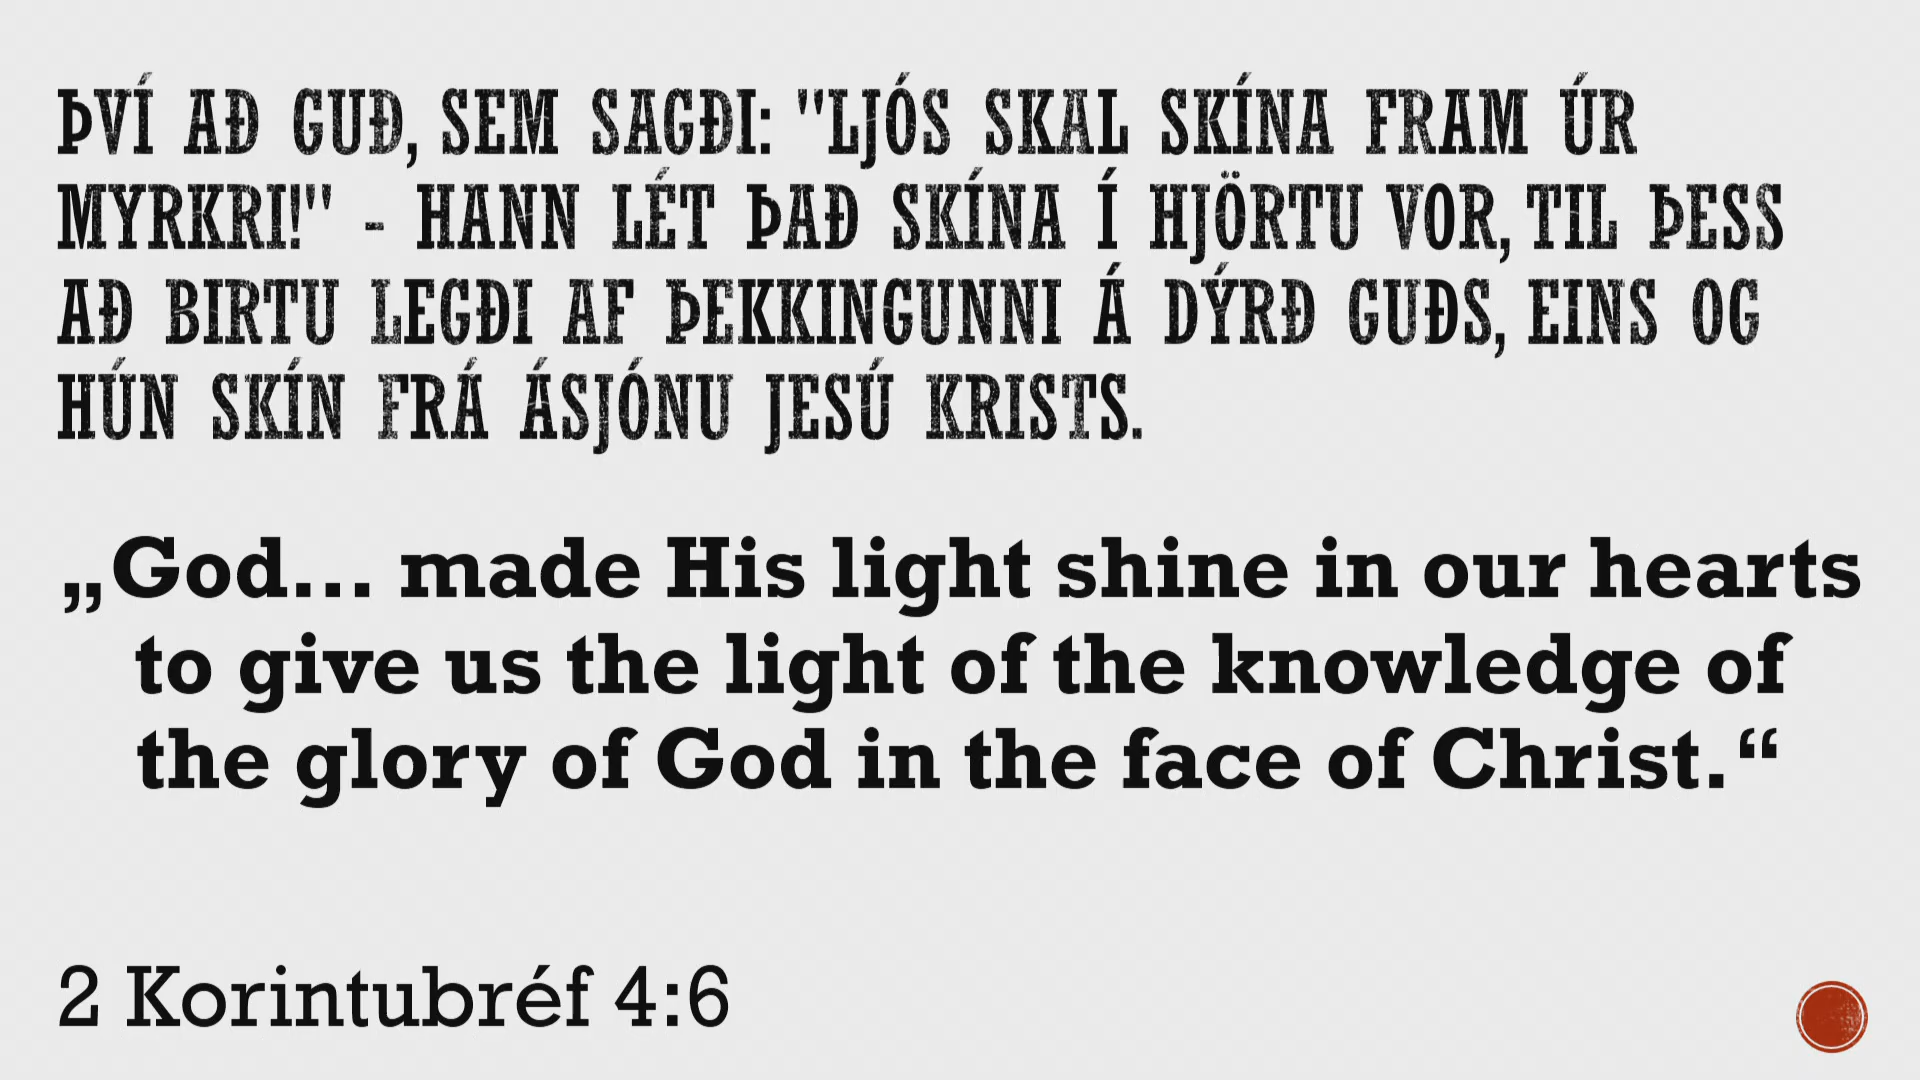 ÞVÍ AÐ GUÐ, SEM SAGÐI: "LJÓS SKAL SKÍNA FRAM ÚR
MYRKRI!" - HANN LÉT ÞAÐ SKÍNA Í HJÖRTU VOR, TIL ÞESS
AÐ BIRTU LEGÐI AF ÞEKKINGUNNI Á DÝRÐ GUÐS, EINS OG
HÚN SKÍN FRÁ ÁSJÓNU JESÚ KRISTS.
„God... made His light shine in our hearts
to give us the light of the knowledge of
the glory of God in the face of Christ.“
2 Korintubréf 4:6